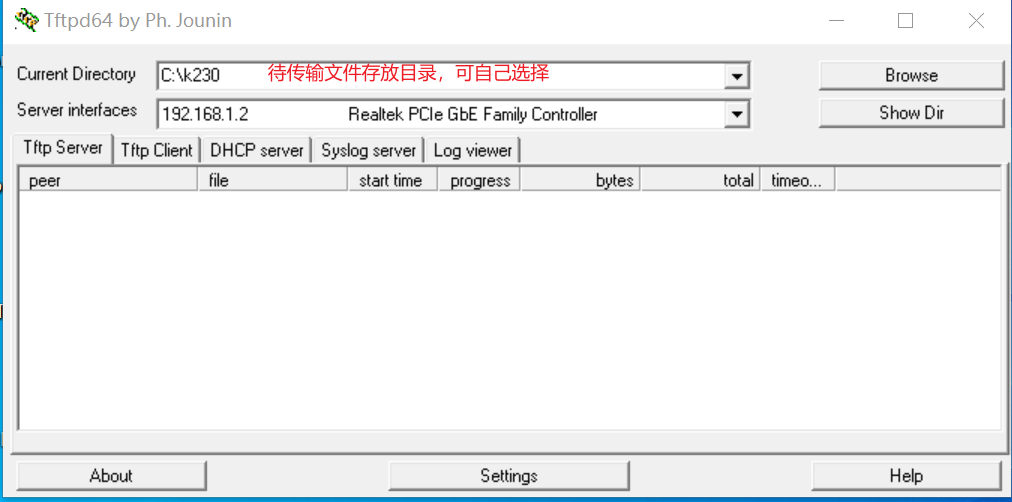 Tftpd64 by Ph. Jounin
Current Directory C:\k230 待传输文件存放目录，可自己选择 Browse
Server interfaces 192.168.1.2 Realtek PCIe GbE Family Controller Show Dir
Tftp Server Tftp Client DHCP server Syslog server Log viewer
peer file start time progress bytes total timeo...
About Settings Help